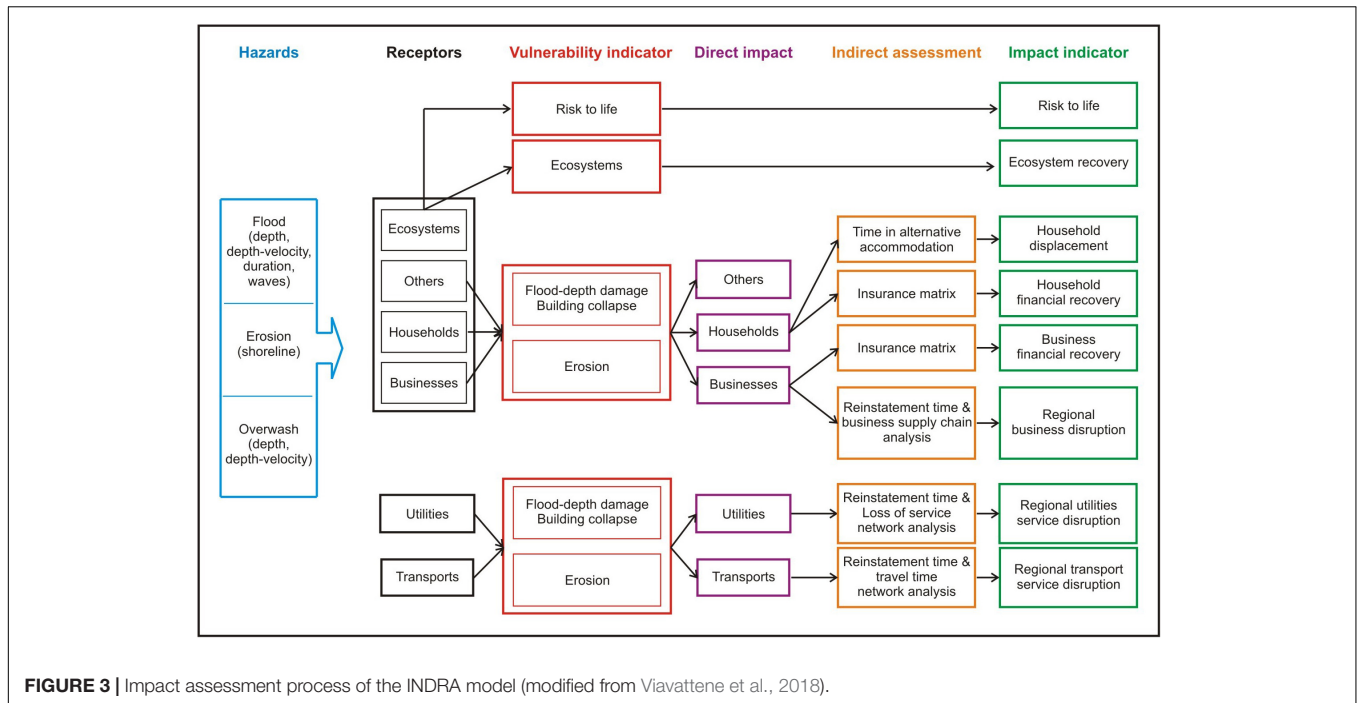 Hazards
Receptors
Vulnerability indicator
Direct impact
Indirect assessment
Impact indicator
Risk to life
Risk to life
Ecosystems
Ecosystem recovery
Flood
(depth,
depth-velocity,
duration,
waves)
Erosion
(shoreline)
Overwash
(depth,
depth-velocity)
Ecosystems
Others
Households
Businesses
Flood-depth damage
Building collapse
Erosion
Others
Households
Businesses
Time in alternative
accommodation
Household
displacement
Insurance matrix
Household
financial recovery
Insurance matrix
Business
financial recovery
Reinstatement time &
business supply chain
analysis
Regional
business disruption
Utilities
Transports
Flood-depth damage
Building collapse
Erosion
Utilities
Transports
Reinstatement time &
Loss of service
network analysis
Regional utilities
service disruption
Reinstatement time &
travel time
network analysis
Regional transport
service disruption
FIGURE 3 | Impact assessment process of the INDRA model (modified from Viavattene et al., 2018).